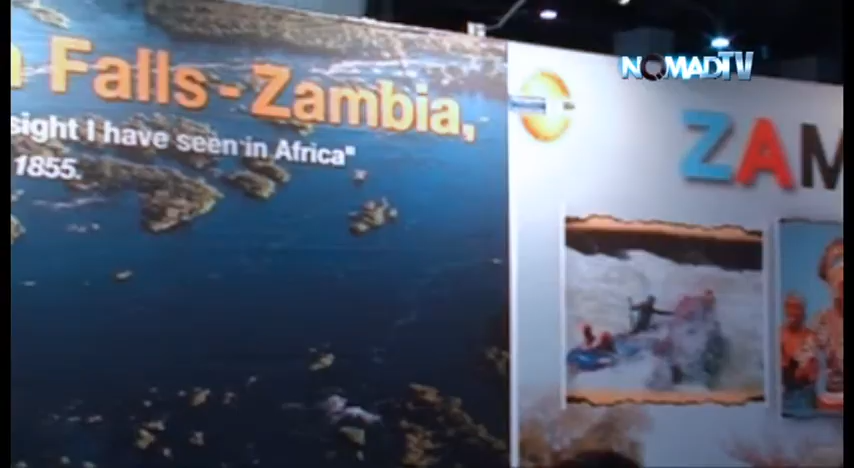 Falls - Zambia,
sight I have seen in Africa"
1855.
NOMADTV
ZAM